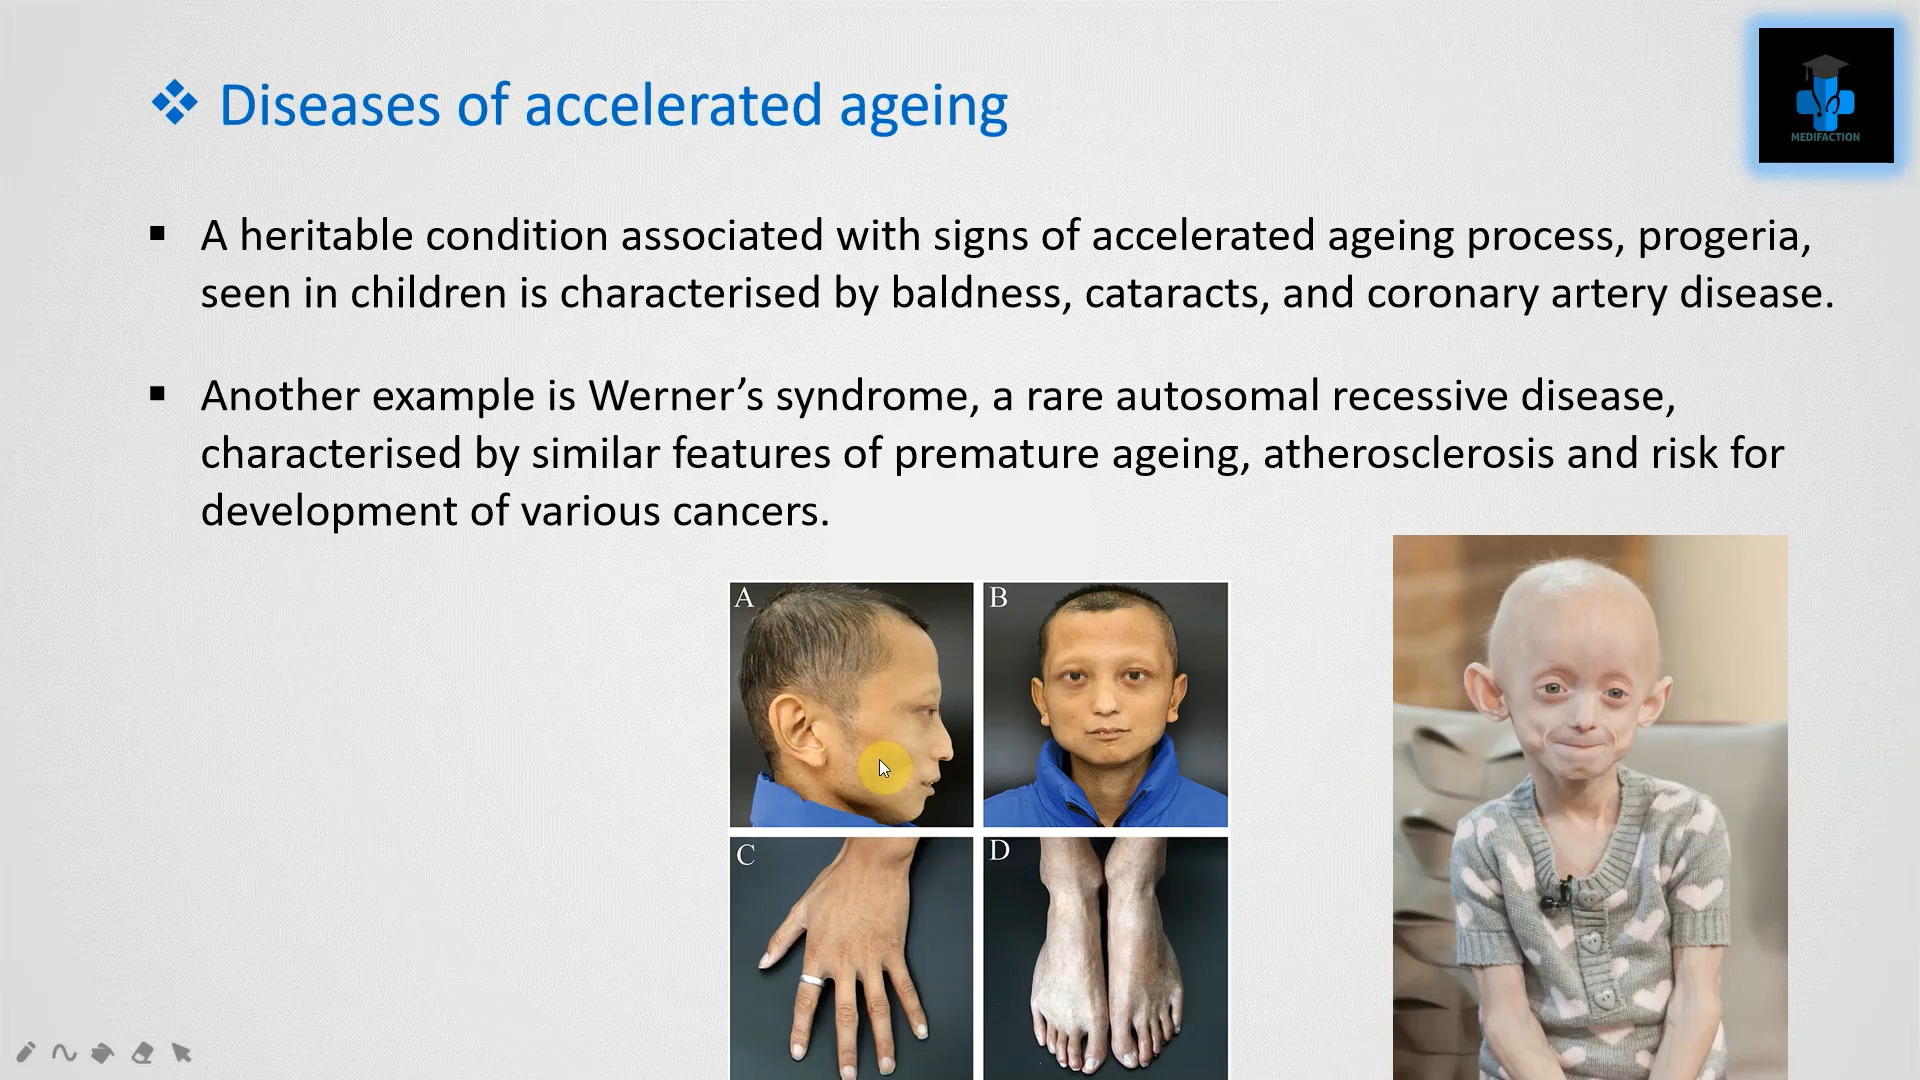 Diseases of accelerated ageing
MEDIFACTION
A heritable condition associated with signs of accelerated ageing process, progeria,
seen in children is characterised by baldness, cataracts, and coronary artery disease.
Another example is Werner’s syndrome, a rare autosomal recessive disease,
characterised by similar features of premature ageing, atherosclerosis and risk for
development of various cancers.
A
B
C
D